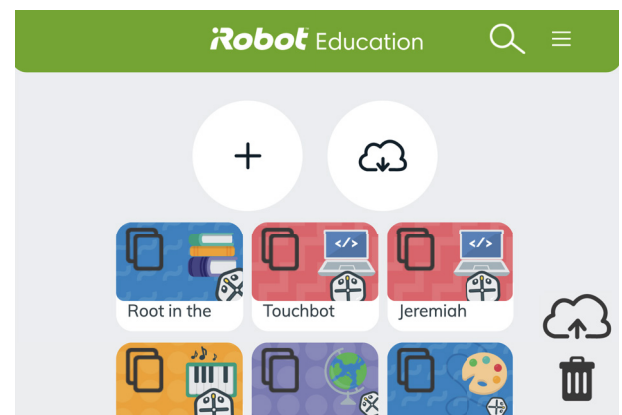 iRobot Education
</>
</>
Root in the
Touchbot
Jeremiah